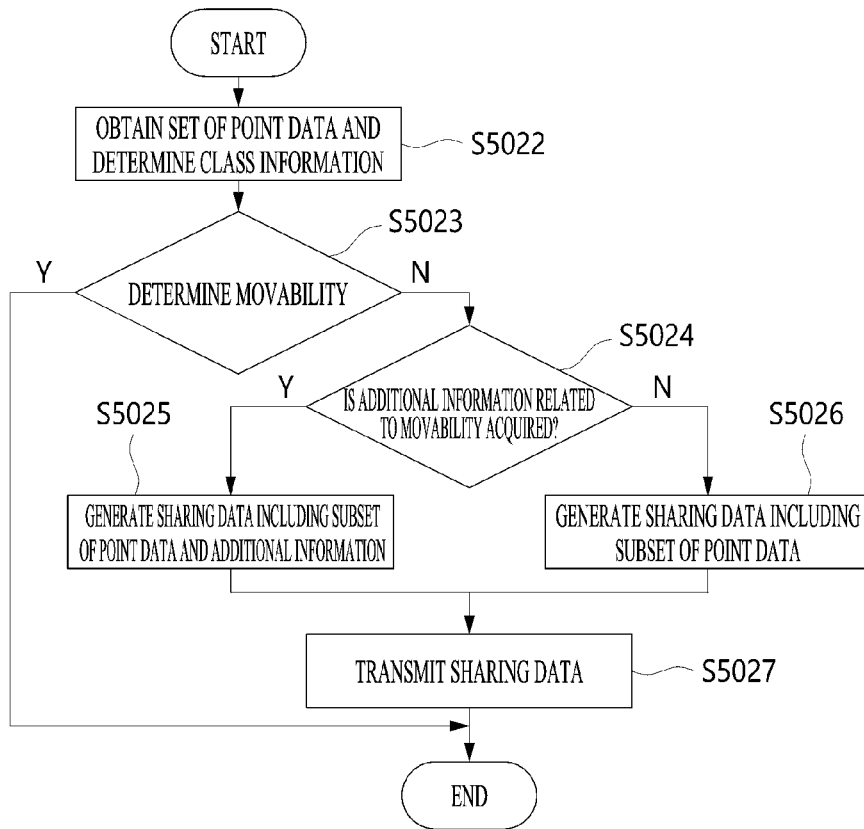 START
OBTAIN SET OF POINT DATA AND
DETERMINE CLASS INFORMATION
S5022
S5023
Y
DETERMINE MOVABILITY
N
S5024
Y
IS ADDITIONAL INFORMATION RELATED
TO MOVABILITY ACQUIRED?
N
S5025
S5026
GENERATE SHARING DATA INCLUDING SUBSET
OF POINT DATA AND ADDITIONAL INFORMATION
GENERATE SHARING DATA INCLUDING
SUBSET OF POINT DATA
TRANSMIT SHARING DATA
S5027
END